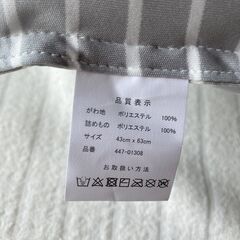 品質表示
がわ地 ポリエステル 100%
詰めもの ポリエステル 100%
サイズ 43cm x 63cm
品番 447-01308
お取扱い方法